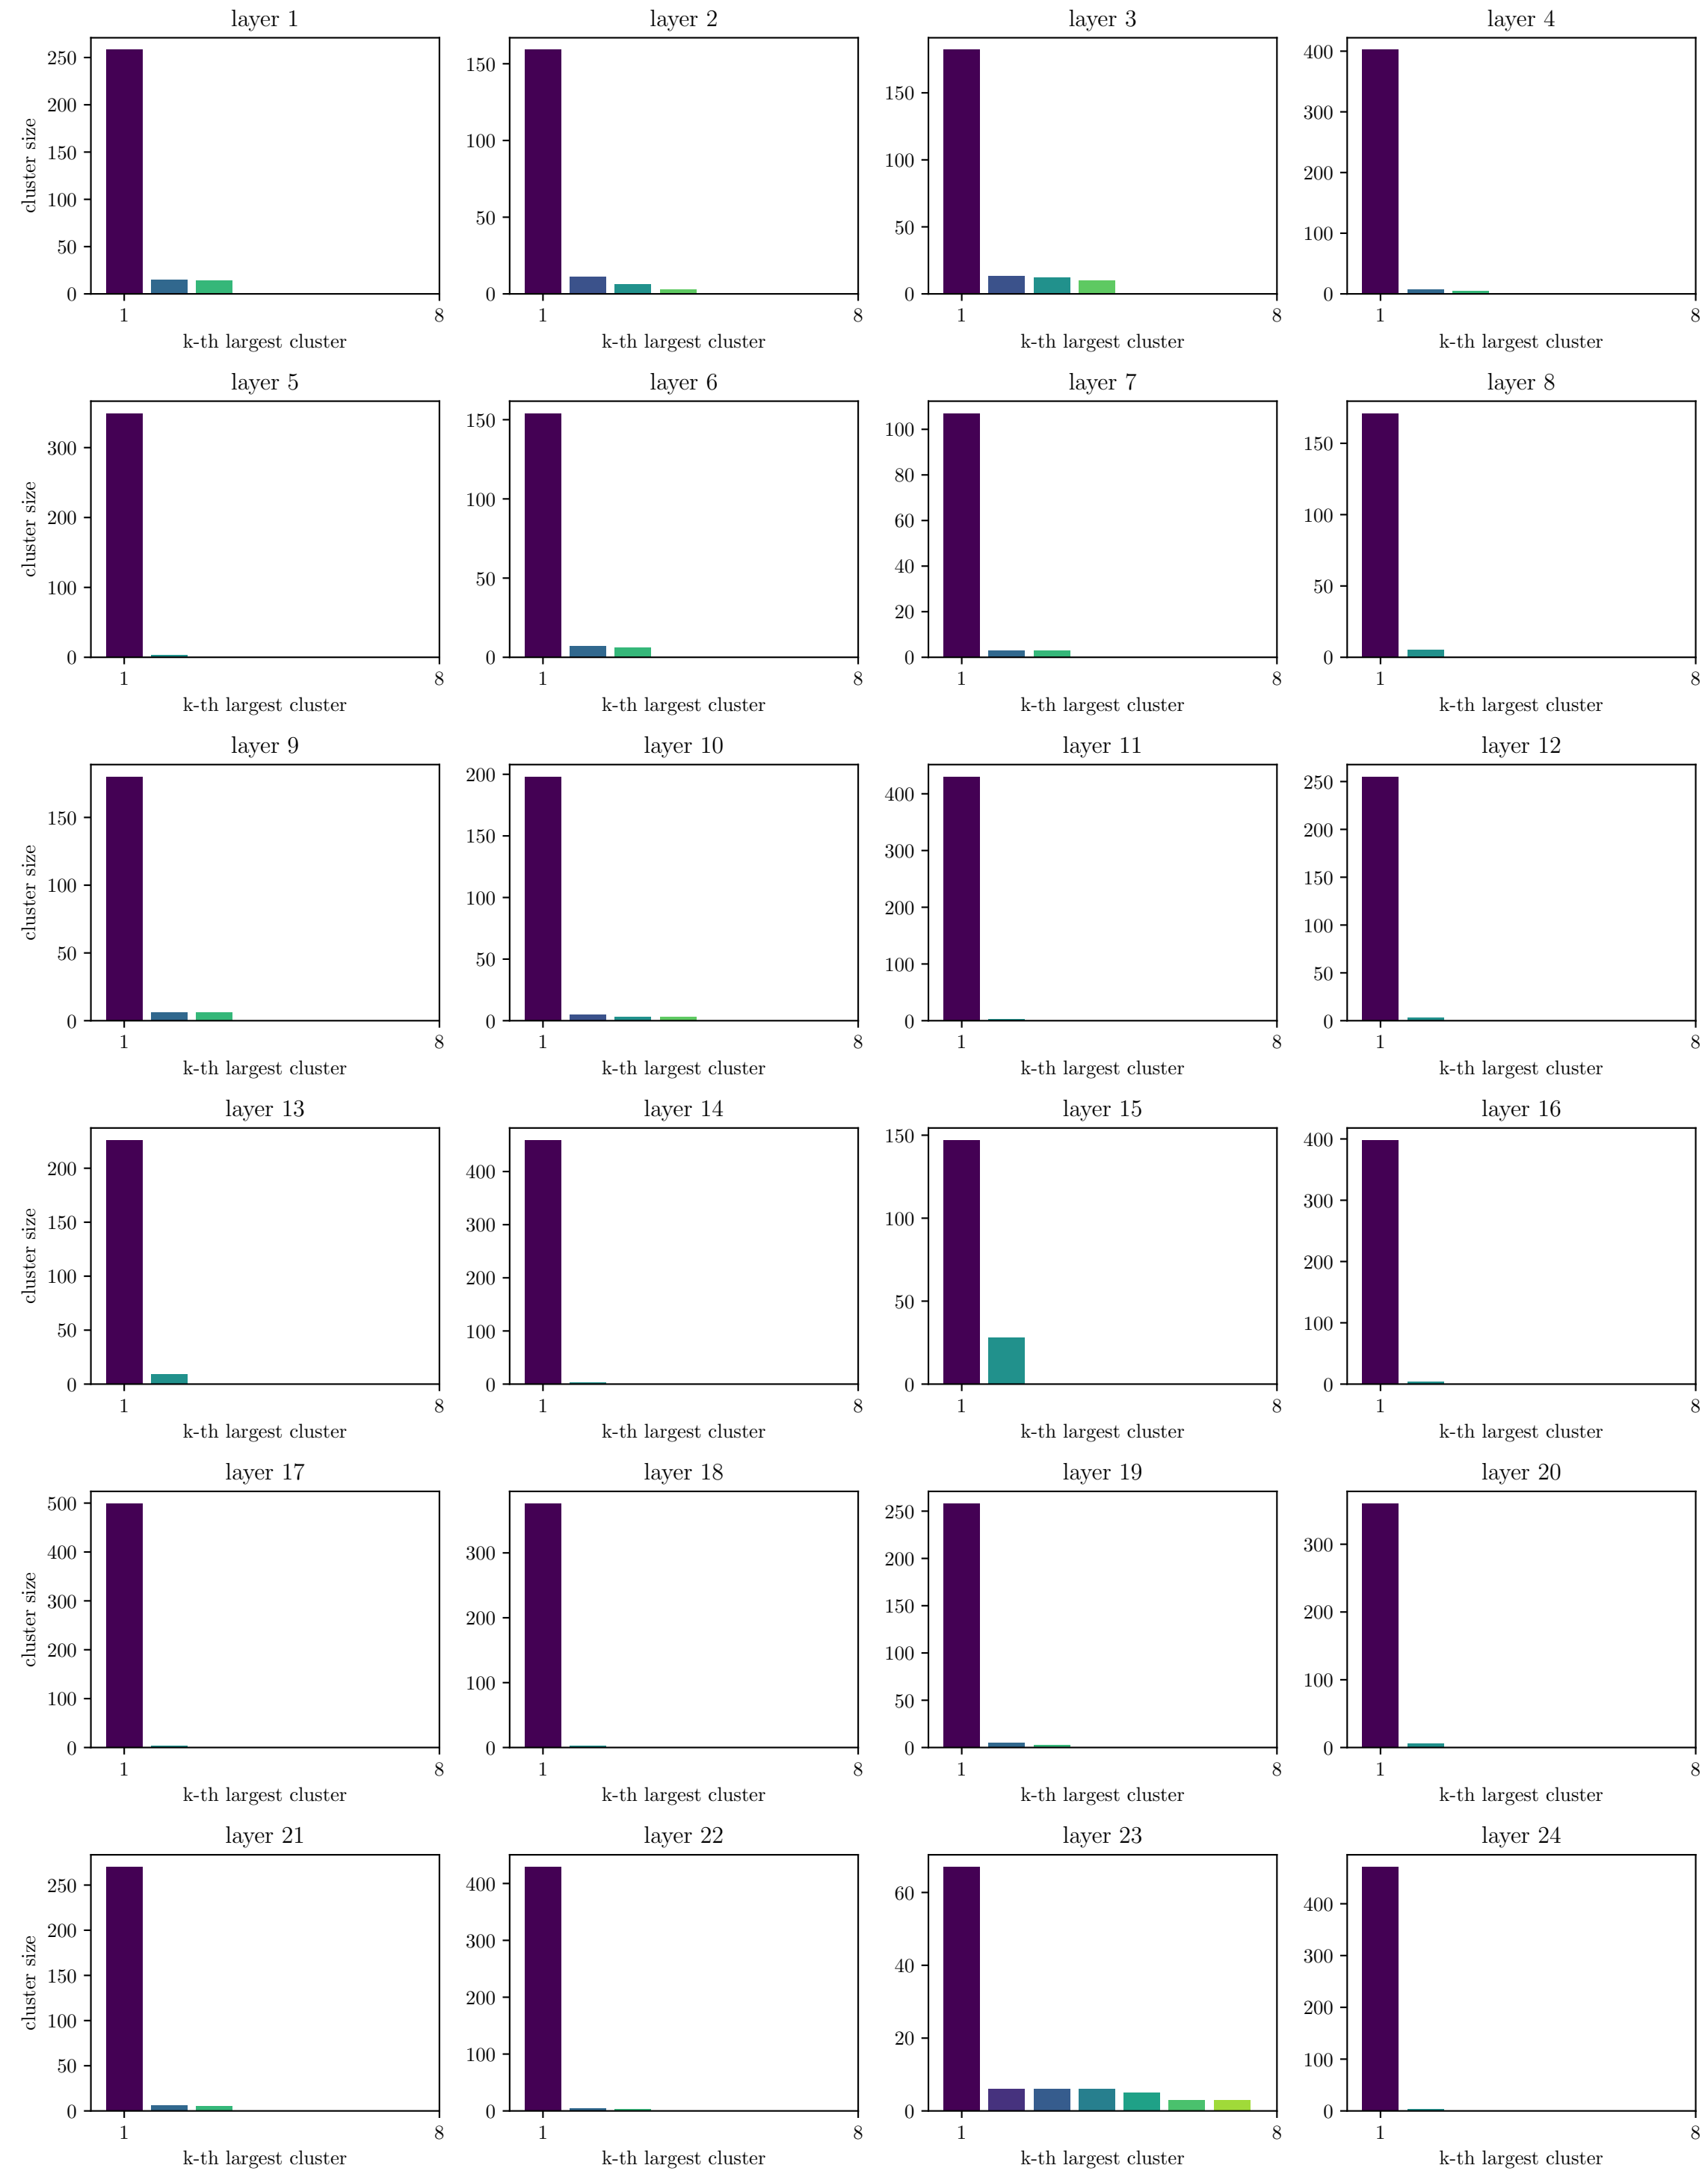 layer 1
layer 2
layer 3
layer 4
cluster size
250
200
150
100
50
0
150
100
50
0
150
100
50
0
400
300
200
100
0
1 8
1 8
1 8
1 8
k-th largest cluster
k-th largest cluster
k-th largest cluster
k-th largest cluster
layer 5
layer 6
layer 7
layer 8
cluster size
300
200
100
0
150
100
50
0
100
80
60
40
20
0
150
100
50
0
1 8
1 8
1 8
1 8
k-th largest cluster
k-th largest cluster
k-th largest cluster
k-th largest cluster
layer 9
layer 10
layer 11
layer 12
cluster size
150
100
50
0
200
150
100
50
0
400
300
200
100
0
250
200
150
100
50
0
1 8
1 8
1 8
1 8
k-th largest cluster
k-th largest cluster
k-th largest cluster
k-th largest cluster
layer 13
layer 14
layer 15
layer 16
cluster size
200
150
100
50
0
400
300
200
100
0
150
100
50
0
400
300
200
100
0
1 8
1 8
1 8
1 8
k-th largest cluster
k-th largest cluster
k-th largest cluster
k-th largest cluster
layer 17
layer 18
layer 19
layer 20
cluster size
500
400
300
200
100
0
300
200
100
0
250
200
150
100
50
0
300
200
100
0
1 8
1 8
1 8
1 8
k-th largest cluster
k-th largest cluster
k-th largest cluster
k-th largest cluster
layer 21
layer 22
layer 23
layer 24
cluster size
250
200
150
100
50
0
400
300
200
100
0
60
40
20
0
400
300
200
100
0
1 8
1 8
1 8
1 8
k-th largest cluster
k-th largest cluster
k-th largest cluster
k-th largest cluster